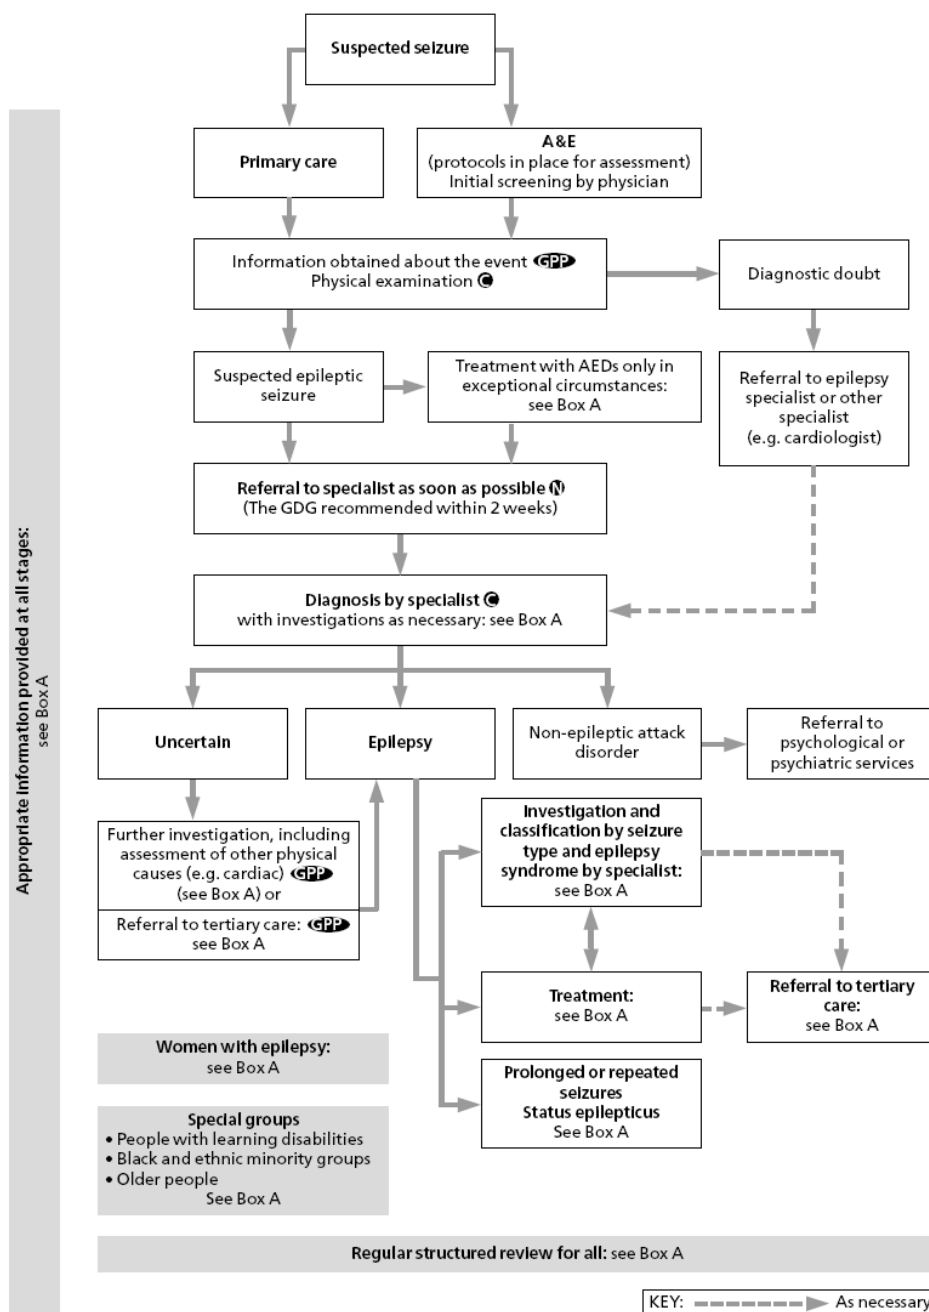 Suspected seizure
Primary care
A&E
(protocols in place for assessment)
Initial screening by physician
Information obtained about the event GPP
Physical examination C
Diagnostic doubt
Suspected epileptic
seizure
Treatment with AEDs only in
exceptional circumstances:
see Box A
Referral to epilepsy
specialist or other
specialist
(e.g. cardiologist)
Referral to specialist as soon as possible N
(The GDG recommended within 2 weeks)
Diagnosis by specialist C
with investigations as necessary: see Box A
Appropriate information provided at all stages:
see Box A
Uncertain
Epilepsy
Non-epileptic attack
disorder
Referral to
psychological or
psychiatric services
Further investigation, including
assessment of other physical
causes (e.g. cardiac) GPP
(see Box A) or
Referral to tertiary care: GPP
see Box A
Investigation and
classification by seizure
type and epilepsy
syndrome by specialist:
see Box A
Treatment:
see Box A
Referral to tertiary
care:
see Box A
Prolonged or repeated
seizures
Status epilepticus
See Box A
Women with epilepsy:
see Box A
Special groups
• People with learning disabilities
• Black and ethnic minority groups
• Older people
See Box A
Regular structured review for all: see Box A
KEY: As necessary